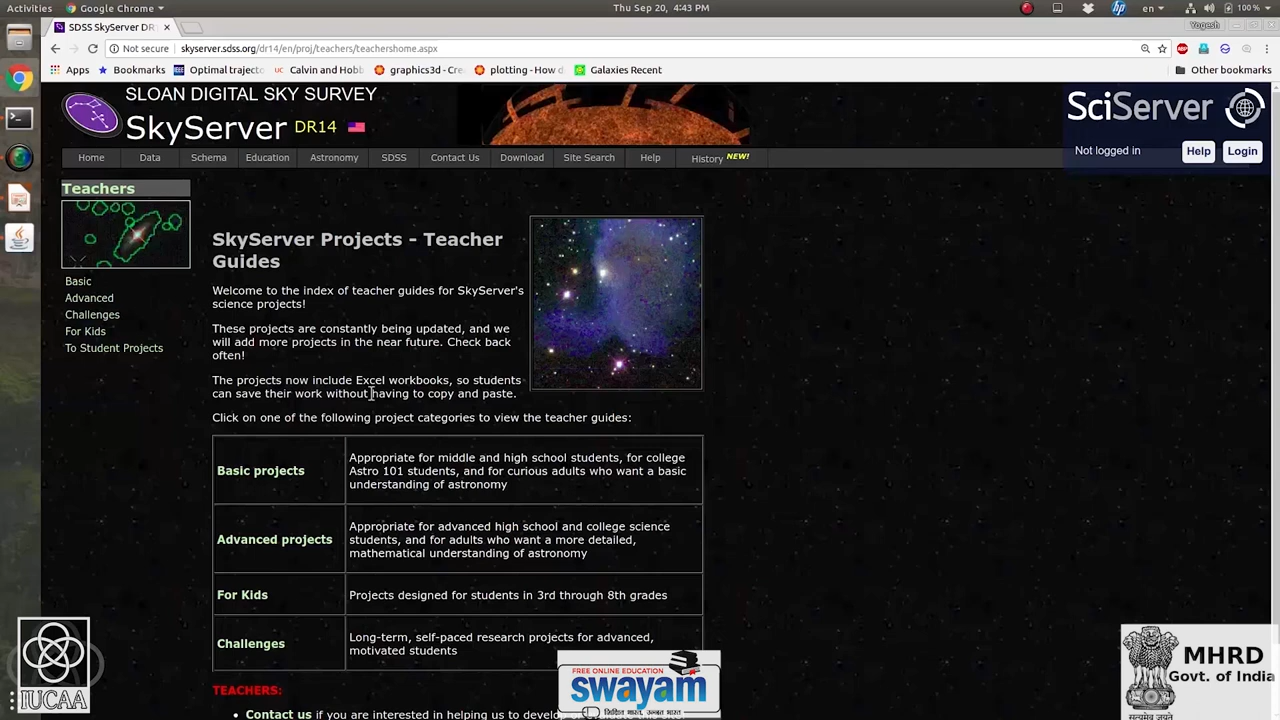 Activities
Google Chrome
Thu Sep 20, 4:43 PM
en
100 %
SDSS SkyServer DR
Yogesh
Not secure
skyserver.sdss.org/dr14/en/proj/teachers/teachershome.aspx
Apps
Bookmarks
Optimal traject
Calvin and Hobb
graphics3d - Cre
plotting - How d
Galaxies Recent
Other bookmarks
SLOAN DIGITAL SKY SURVEY
SkyServer DR14
SciServer
Not logged in
Help
Login
Home
Data
Schema
Education
Astronomy
SDSS
Contact Us
Download
Site Search
Help
History NEW!
Teachers
Basic
Advanced
Challenges
For Kids
To Student Projects
SkyServer Projects - Teacher
Guides
Welcome to the index of teacher guides for SkyServer's
science projects!
These projects are constantly being updated, and we
will add more projects in the near future. Check back
often!
The projects now include Excel workbooks, so students
can save their work without having to copy and paste.
Click on one of the following project categories to view the teacher guides:
Basic projects
Appropriate for middle and high school students, for college
Astro 101 students, and for curious adults who want a basic
understanding of astronomy
Advanced projects
Appropriate for advanced high school and college science
students, and for adults who want a more detailed,
mathematical understanding of astronomy
For Kids
Projects designed for students in 3rd through 8th grades
Challenges
Long-term, self-paced research projects for advanced,
motivated students
TEACHERS:
Contact us if you are interested in helping us to develop
IUCAA
FREE ONLINE EDUCATION
swayam
शिक्षित भारत, उन्नत भारत
MHRD
Govt. of India
सत्यमेव जयते